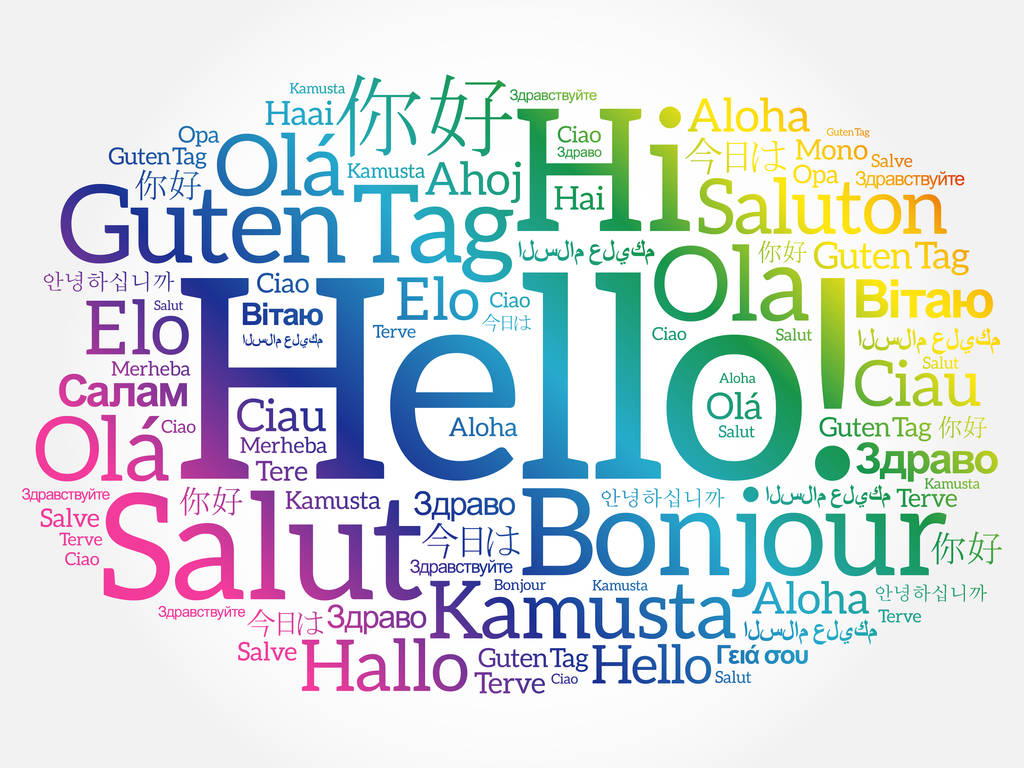 Kamusta
Haai
你好
Здравствуйте
Aloha
Opa
Guten Tag
Olá
Kamusta
Ahoj
Ciao
Здраво
Hi
Guten Tag
今日は
Mono
Salve
Opa
Здравствуйте
你好
Hai
Saluton
Guten Tag
السلام عليكم
Ola
你好
Guten Tag
안녕하십니까
Ciao
Elo
Ciao
今日は
Вітаю
Elo
Salut
Вітаю
Terve
Ciao
Salut
السلام عليكم
السلام عليكم
Merheba
Hello!
Aloha
Salut
Ciau
Салам
Ciau
Olá
Salut
Olá
Ciao
Merheba
Aloha
Guten Tag
你好
Tere
Здраво
Здравствуйте
你好
Kamusta
Здраво
안녕하십니까
السلام عليكم
Kamusta
Terve
Salve
Terve
Ciao
Salut
今日は
Bonjour
你好
Здравствуйте
Bonjour
Kamusta
Aloha
안녕하십니까
Здравствуйте
今日は
Здраво
Kamusta
السلام عليكم
Terve
Salve
Hallo
Guten Tag
Hello
Γειά σου
Terve
Ciao
Salut